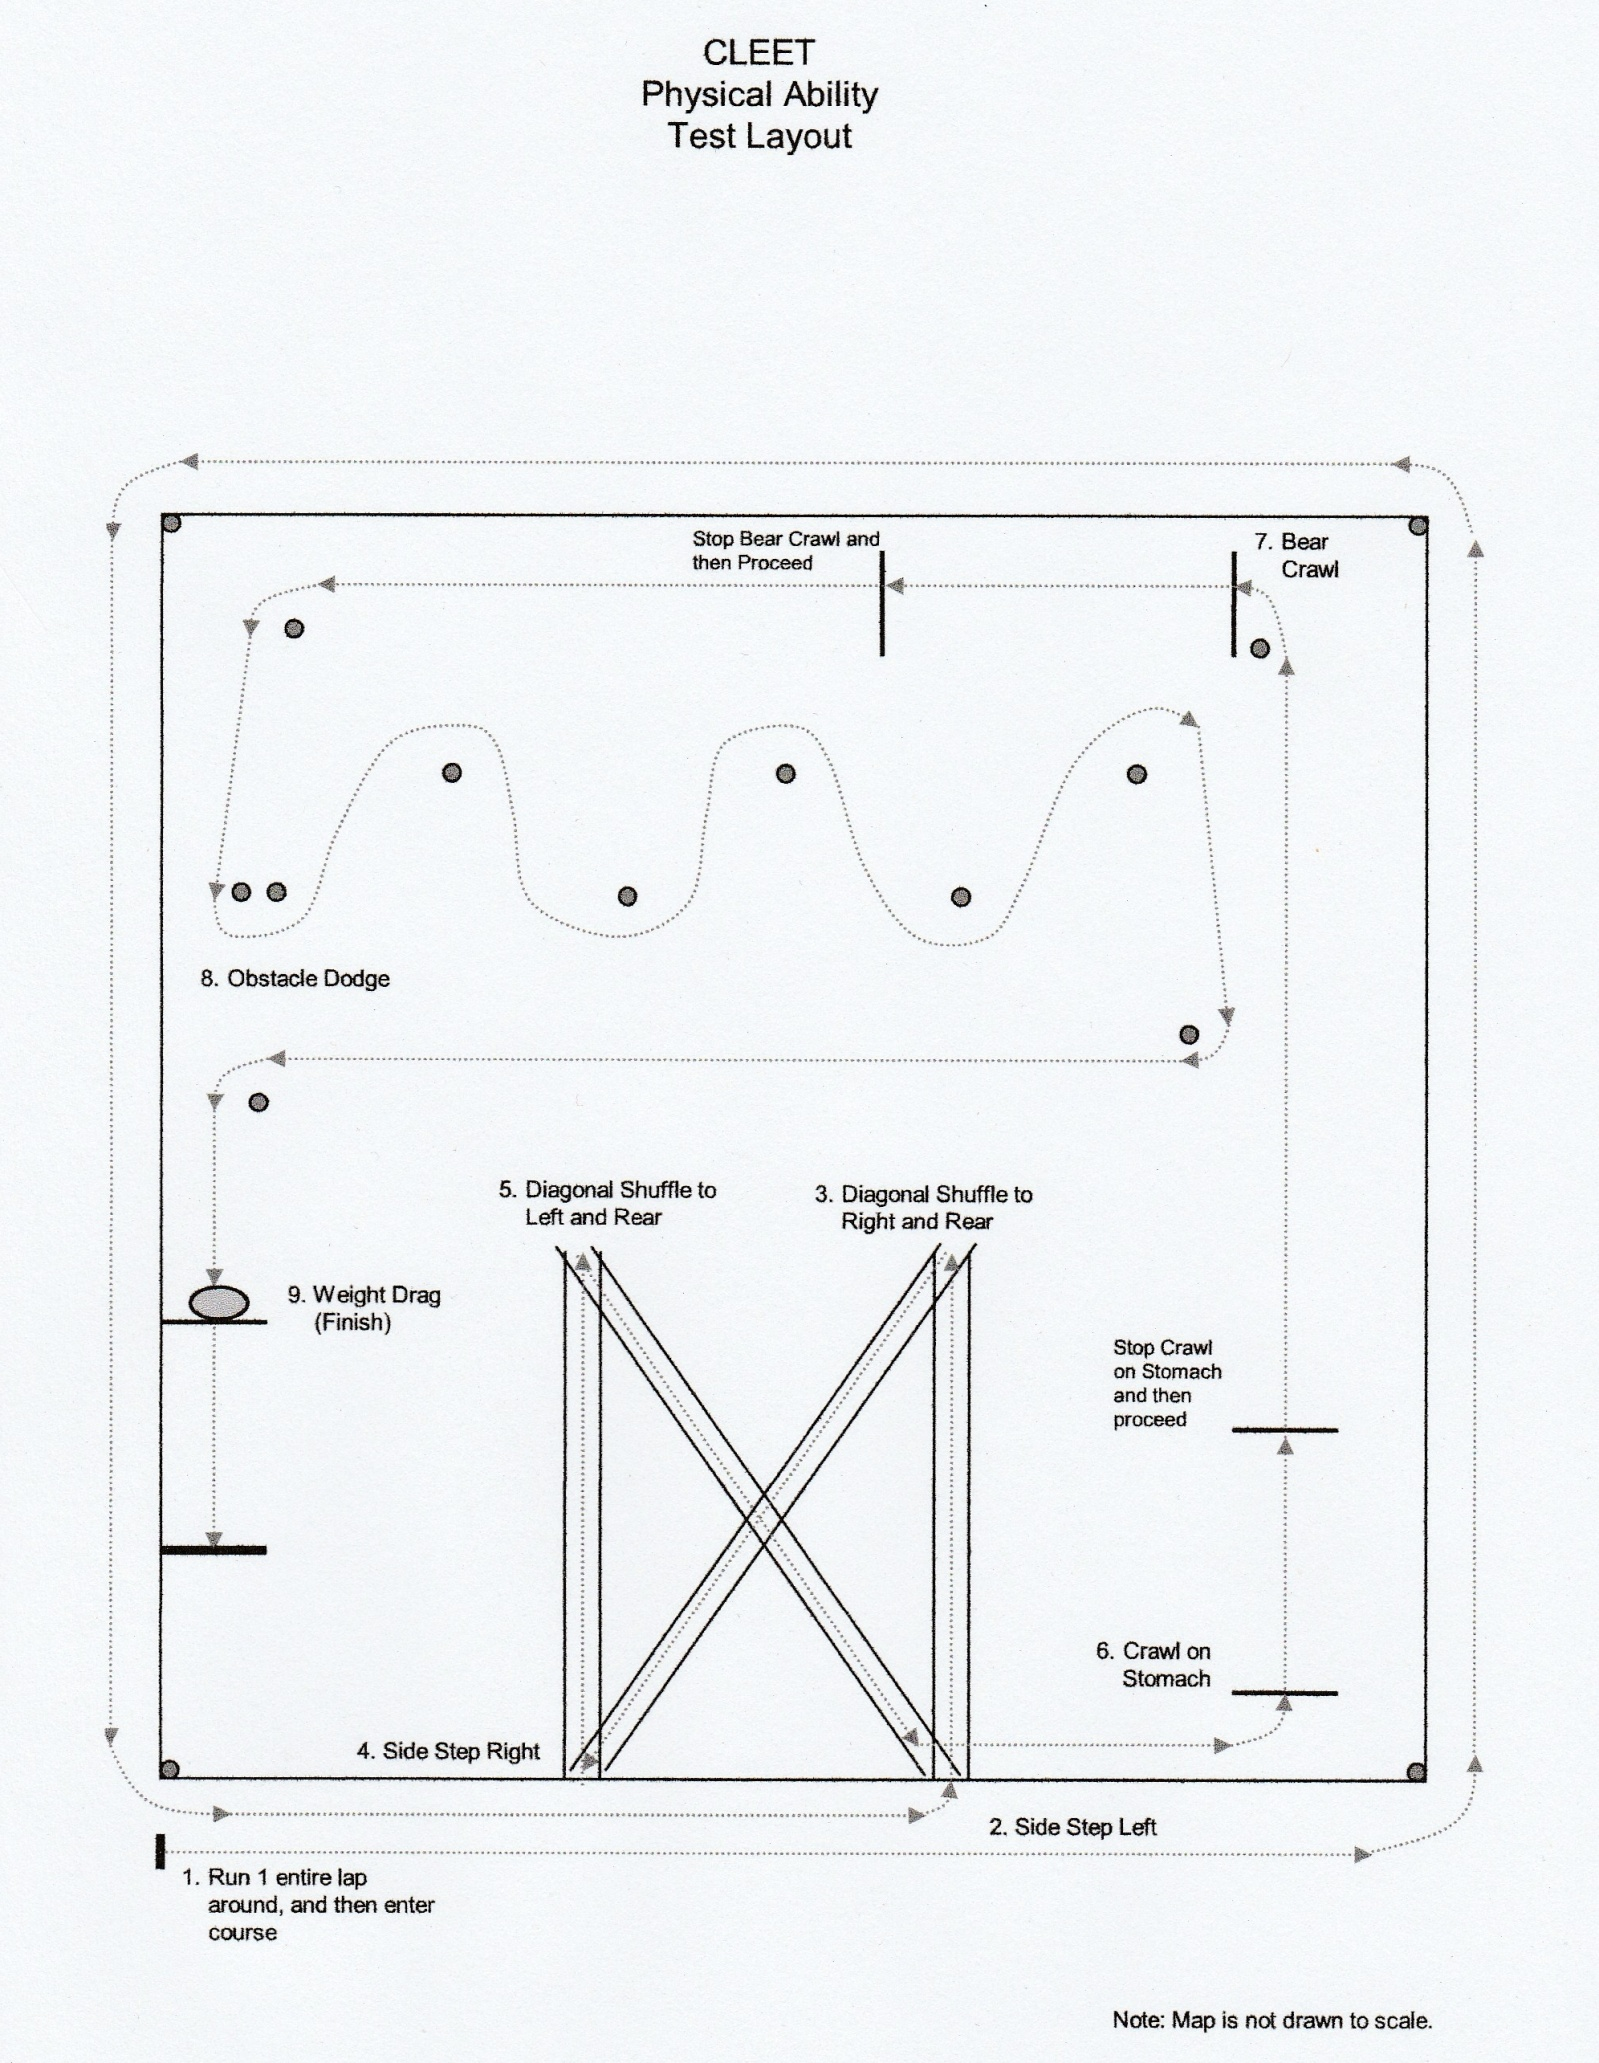 CLEET
Physical Ability
Test Layout
Stop Bear Crawl and
then Proceed
7. Bear
Crawl
8. Obstacle Dodge
5. Diagonal Shuffle to
Left and Rear
3. Diagonal Shuffle to
Right and Rear
9. Weight Drag
(Finish)
Stop Crawl
on Stomach
and then
proceed
6. Crawl on
Stomach
4. Side Step Right
2. Side Step Left
1. Run 1 entire lap
around, and then enter
course
Note: Map is not drawn to scale.